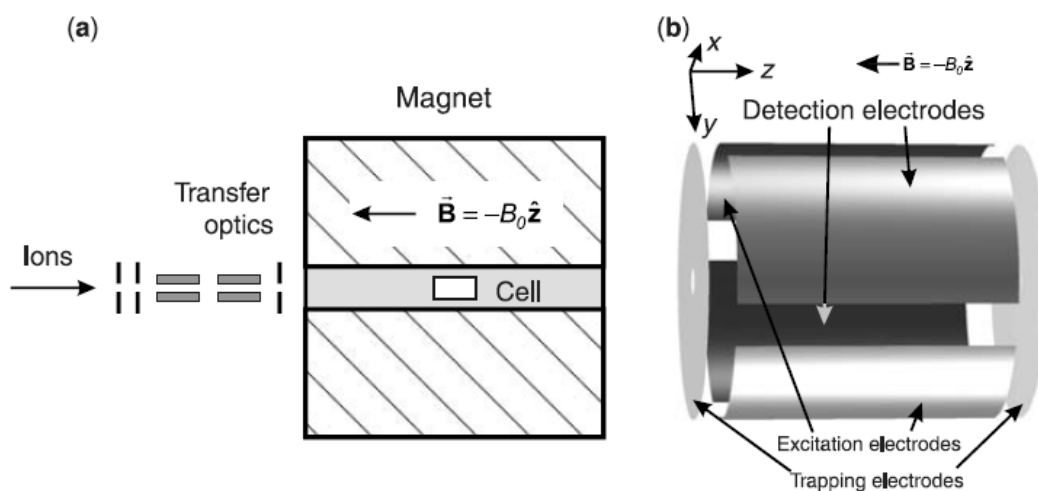 (a)
Magnet
Transfer
optics
B⃗ = –B₀ẑ
Ions
Cell
(b)
x
z
y
B⃗ = –B₀ẑ
Detection electrodes
Excitation electrodes
Trapping electrodes